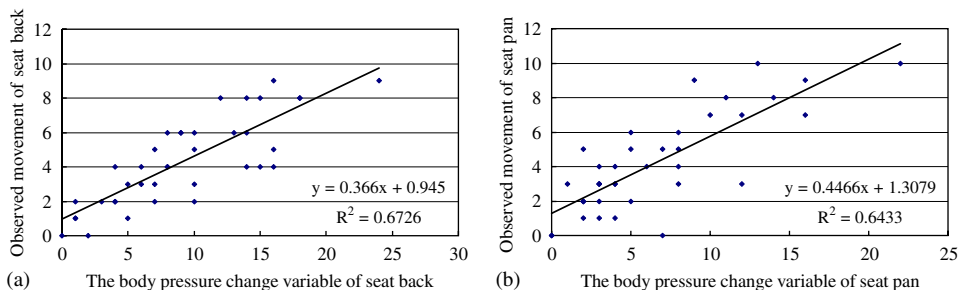 Observed movement of seat back
12
10
8
6
4
2
0
y = 0.366x + 0.945
R² = 0.6726
0 5 10 15 20 25 30
(a) The body pressure change variable of seat back
Observed movement of seat pan
12
10
8
6
4
2
0
y = 0.4466x + 1.3079
R² = 0.6433
0 5 10 15 20 25
(b) The body pressure change variable of seat pan